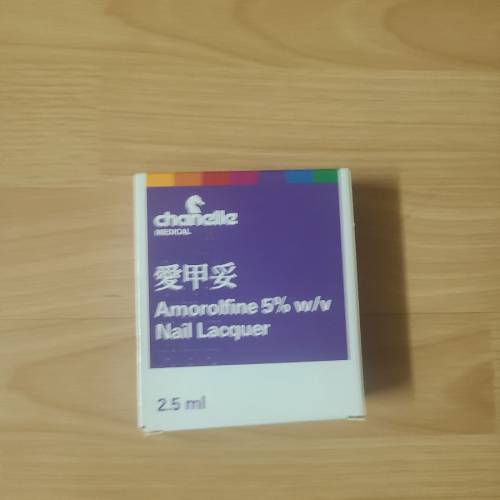 chanelle
MEDICAL
愛甲妥
Amorolfine 5% w/v
Nail Lacquer
2.5 ml